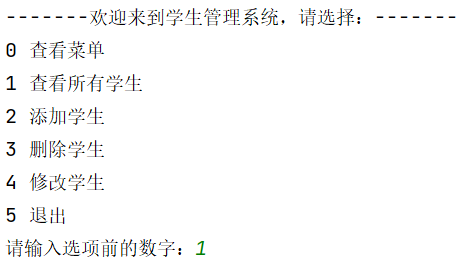 -------欢迎来到学生管理系统，请选择：-------
0 查看菜单
1 查看所有学生
2 添加学生
3 删除学生
4 修改学生
5 退出
请输入选项前的数字：1